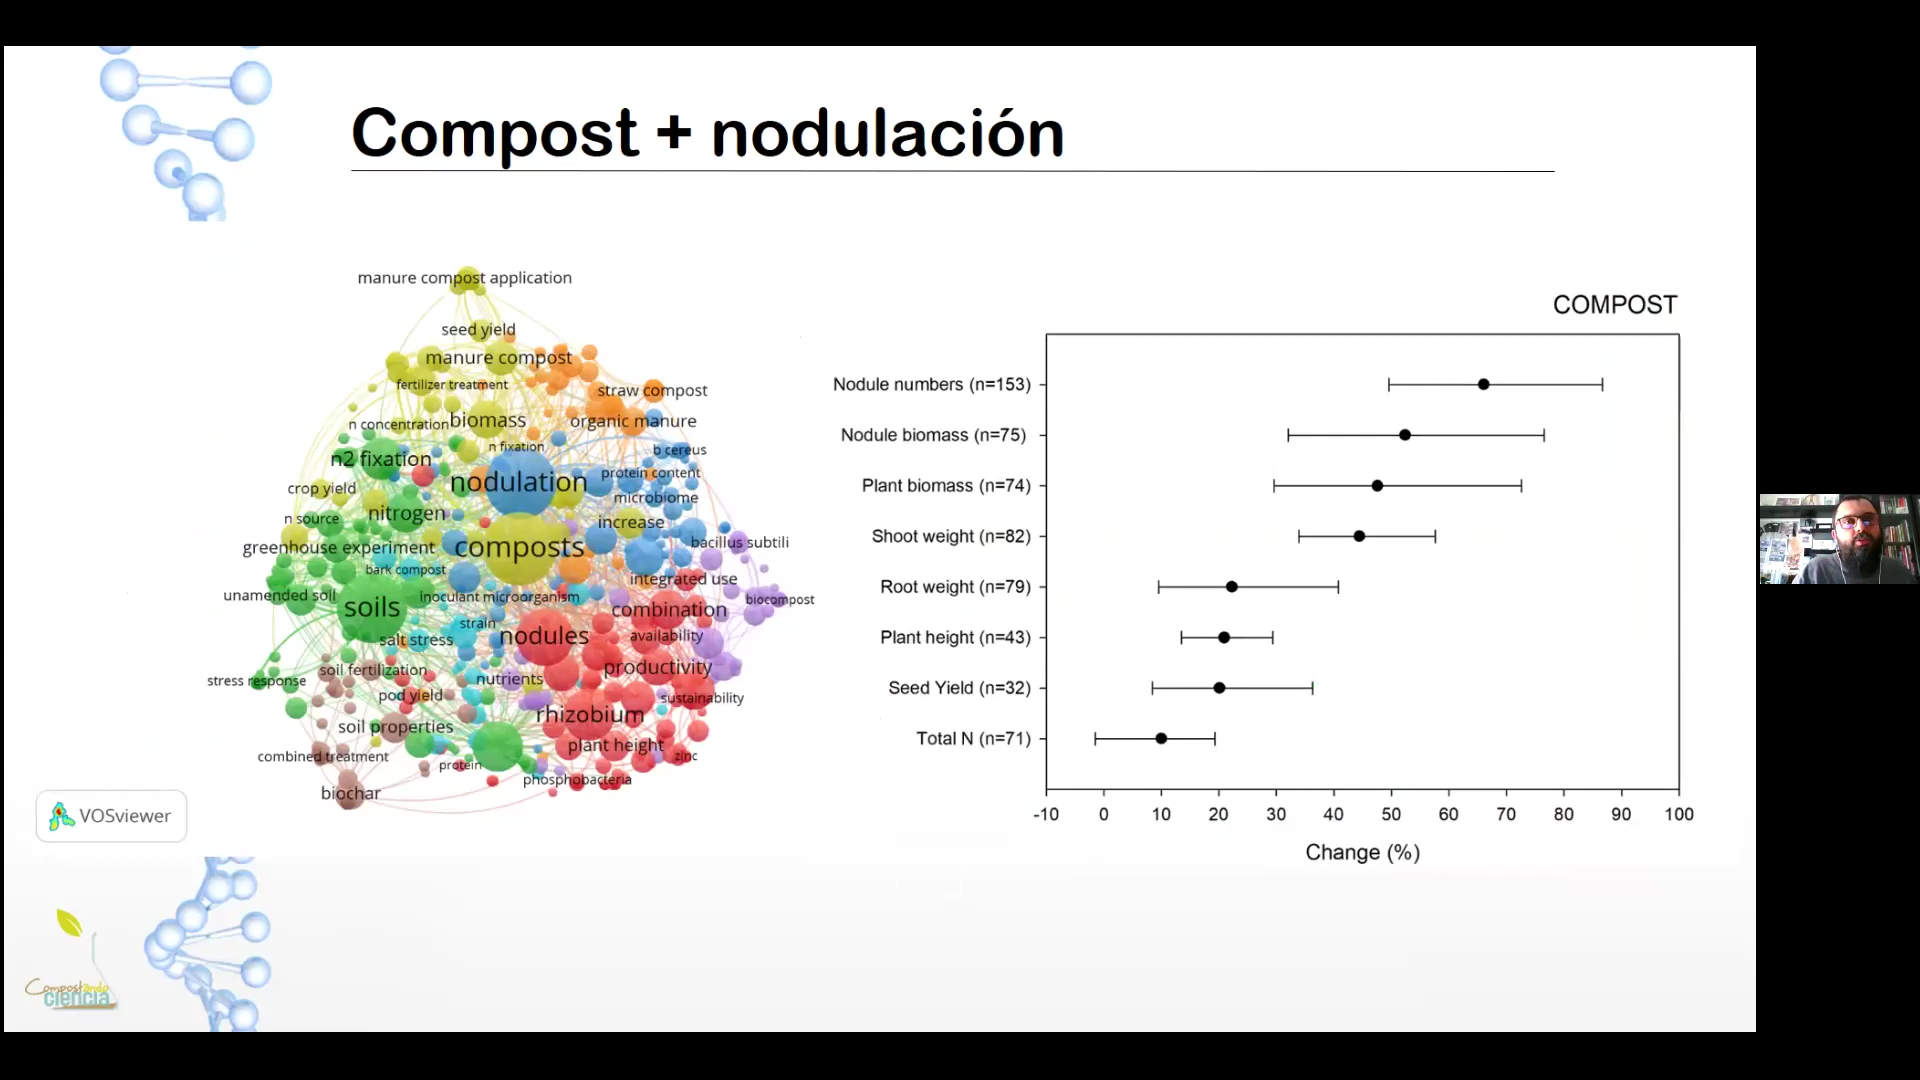 Compost + nodulación
manure compost application
seed yield
manure compost
fertilizer treatment
straw compost
n concentration
biomass
organic manure
n2 fixation
n fixation
b cereus
crop yield
nodulation
protein content
microbiome
n source
nitrogen
increase
greenhouse experiment
composts
bacillus subtili
bark compost
integrated use
unamended soil
soils
inoculant microorganism
combination
biocompost
salt stress
strain
nodules
availability
stress response
soil fertilization
nutrients
productivity
pod yield
sustainability
soil properties
rhizobium
combined treatment
protein
plant height
zinc
phosphobacteria
biochar
VOSviewer
COMPOST
Nodule numbers (n=153)
Nodule biomass (n=75)
Plant biomass (n=74)
Shoot weight (n=82)
Root weight (n=79)
Plant height (n=43)
Seed Yield (n=32)
Total N (n=71)
-10 0 10 20 30 40 50 60 70 80 90 100
Change (%)
Compostando
ciencia